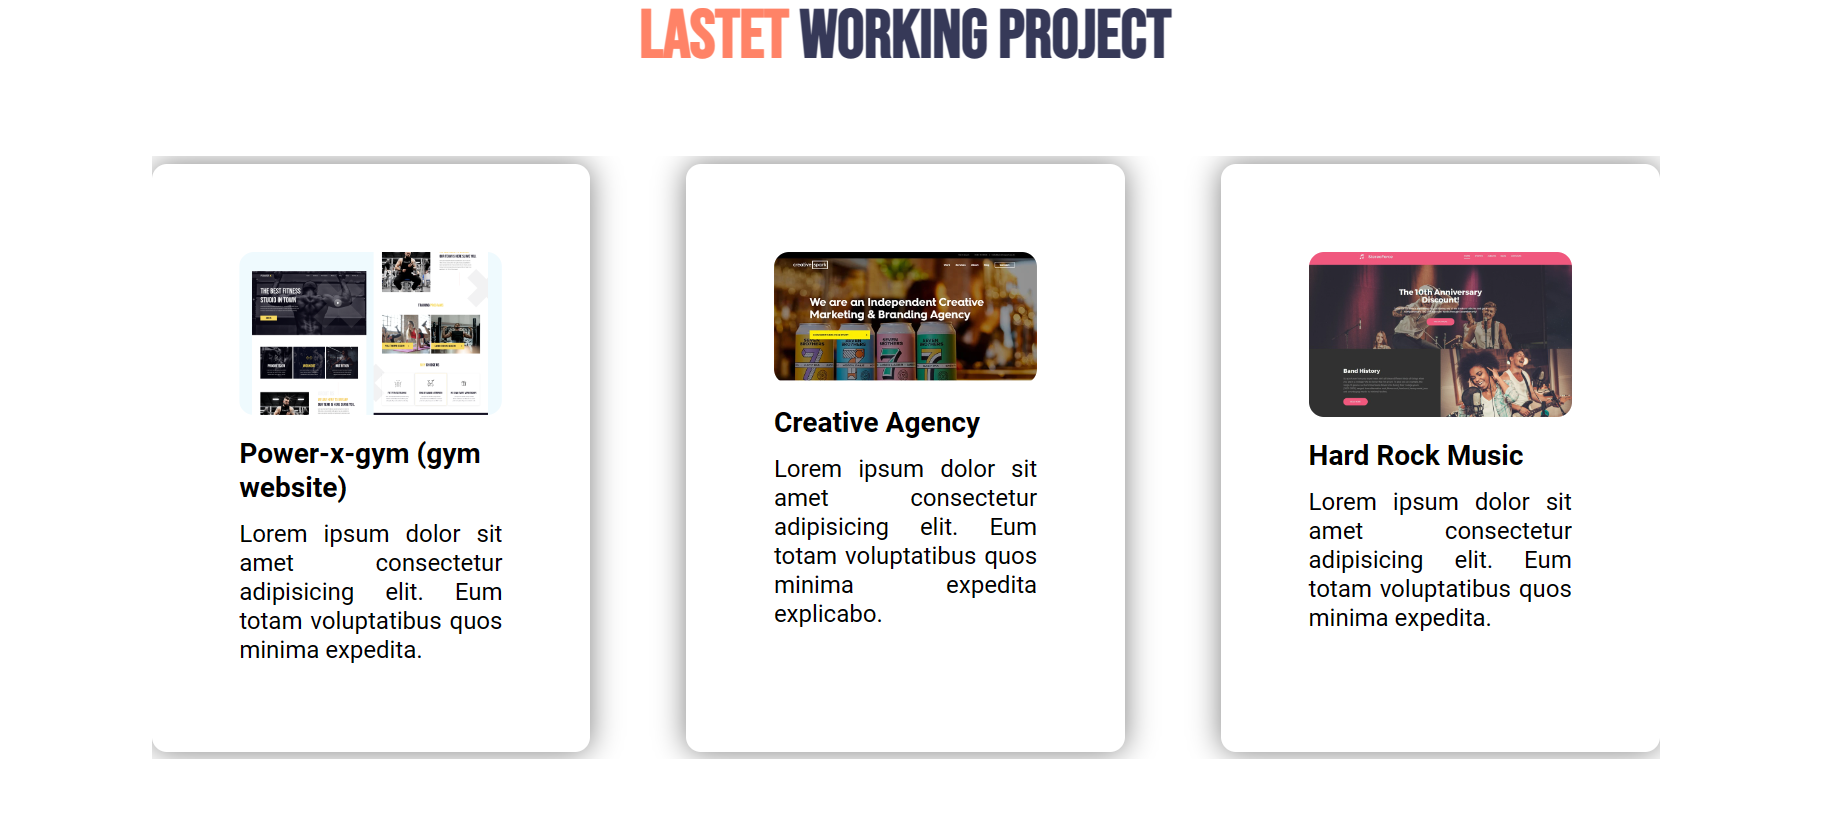 LASTET WORKING PROJECT
THE BEST FITNESS
STUDIO IN TOWN
TRAINING
creative spark
We are an Independent Creative
Marketing & Branding Agency
The 10th Anniversary
Discount!
Band History
Power-x-gym (gym
website)
Lorem ipsum dolor sit
amet consectetur
adipisicing elit. Eum
totam voluptatibus quos
minima expedita.
Creative Agency
Lorem ipsum dolor sit
amet consectetur
adipisicing elit. Eum
totam voluptatibus quos
minima expedita
explicabo.
Hard Rock Music
Lorem ipsum dolor sit
amet consectetur
adipisicing elit. Eum
totam voluptatibus quos
minima expedita.